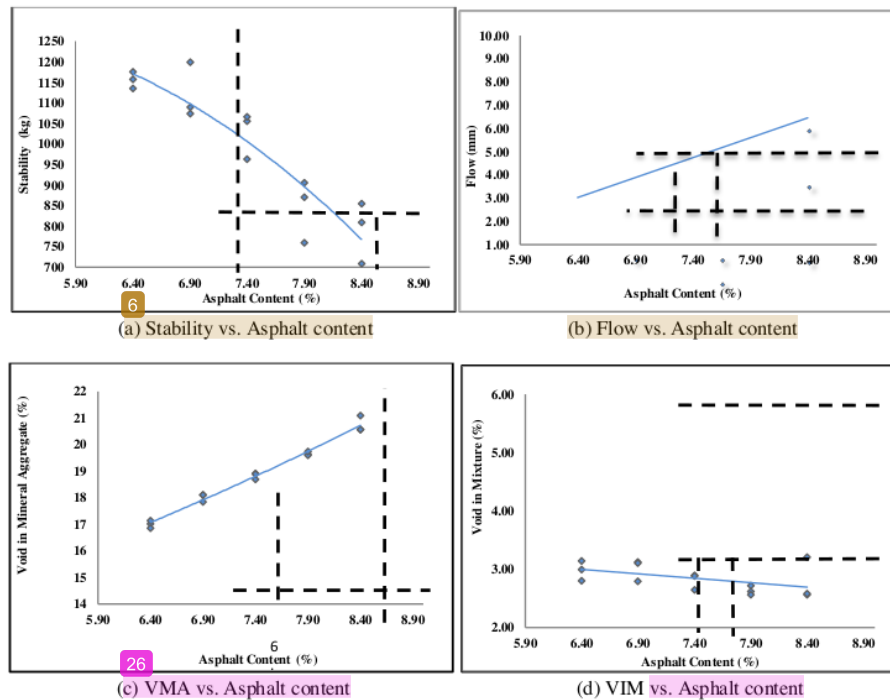 1250
1200
1150
1100
1050
1000
950
900
850
800
750
700
Stability (kg)
5.90 6.40 6.90 7.40 7.90 8.40 8.90
Asphalt Content (%)
6
(a) Stability vs. Asphalt content
10.00
9.00
8.00
7.00
6.00
5.00
4.00
3.00
2.00
1.00
Flow (mm)
5.90 6.40 6.90 7.40 7.90 8.40 8.90
Asphalt Content (%)
(b) Flow vs. Asphalt content
22
21
20
19
18
17
16
15
14
Void in Mineral Aggregate (%)
5.90 6.40 6.90 7.40 7.90 8.40 8.90
6
Asphalt Content (%)
26
(c) VMA vs. Asphalt content
6.00
5.00
4.00
3.00
2.00
Void in Mixture (%)
5.90 6.40 6.90 7.40 7.90 8.40 8.90
Asphalt Content (%)
(d) VIM vs. Asphalt content